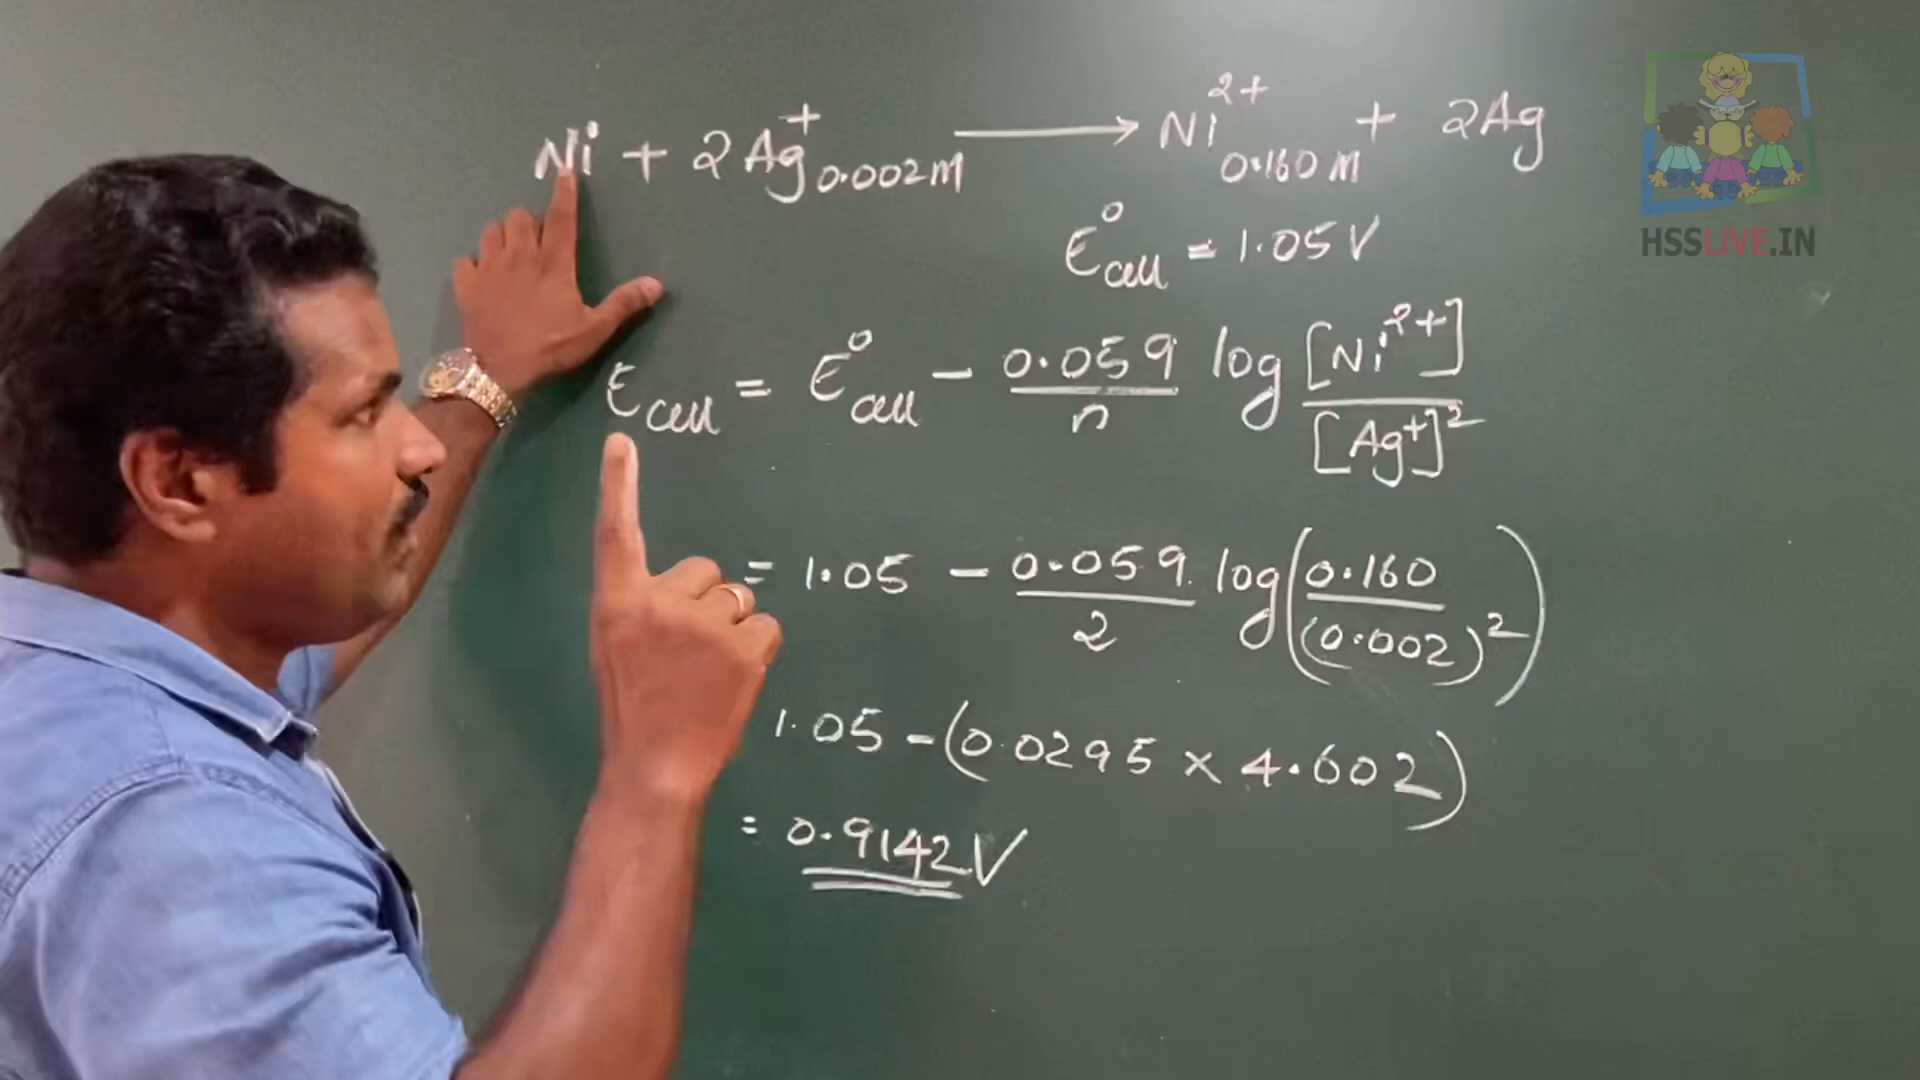 Ni + 2Ag⁺ 0.002M ⟶ Ni²⁺ 0.160M + 2Ag
E°cell = 1.05 V
Ecell = E°cell - 0.059/n log [Ni²⁺]/[Ag⁺]²
= 1.05 - 0.059/2 log (0.160/(0.002)²)
1.05 - (0.0295 × 4.602)
= 0.9142 V
HSSLiVE.IN